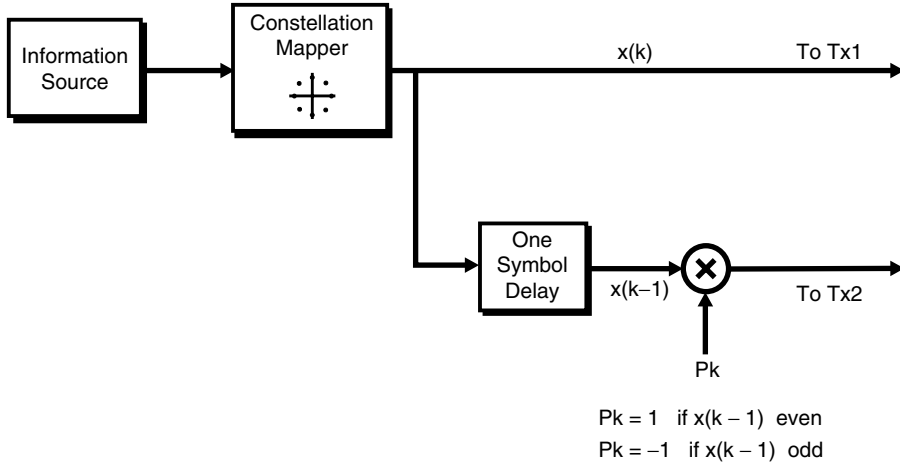 Information
Source
Constellation
Mapper
x(k)
To Tx1
One
Symbol
Delay
x(k−1)
To Tx2
Pk
Pk = 1 if x(k − 1) even
Pk = −1 if x(k − 1) odd